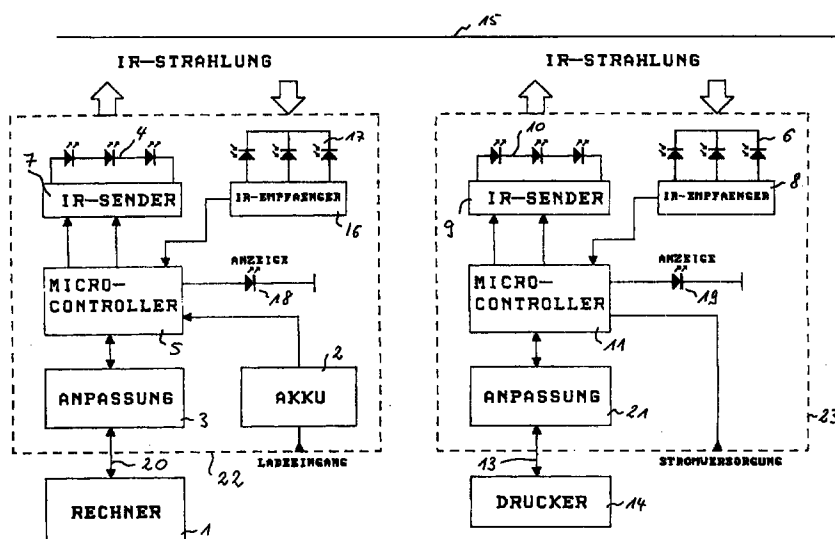 15
IR-STRAHLUNG
IR-STRAHLUNG
4
17
10
6
7
IR-SENDER
IR-EMPFAENGER
16
9
IR-SENDER
IR-EMPFAENGER
8
MICRO-
CONTROLLER
5
ANZEIGE
18
MICRO-
CONTROLLER
11
ANZEIGE
19
2
ANPASSUNG
3
AKKU
ANPASSUNG
21
23
20
22
LADEEINGANG
13
STROMVERSORGUNG
RECHNER
1
DRUCKER
14